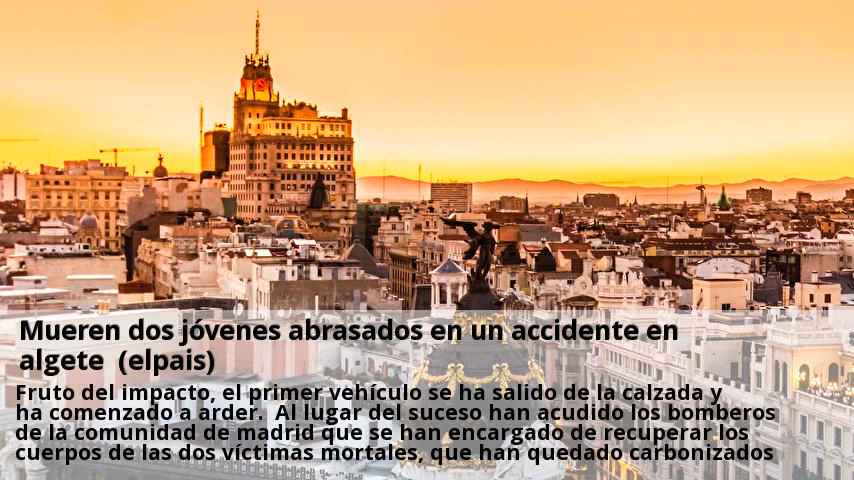 Mueren dos jóvenes abrasados en un accidente en
algete  (elpais)
Fruto del impacto, el primer vehículo se ha salido de la calzada y
ha comenzado a arder.  Al lugar del suceso han acudido los bomberos
de la comunidad de madrid que se han encargado de recuperar los
cuerpos de las dos víctimas mortales, que han quedado carbonizados